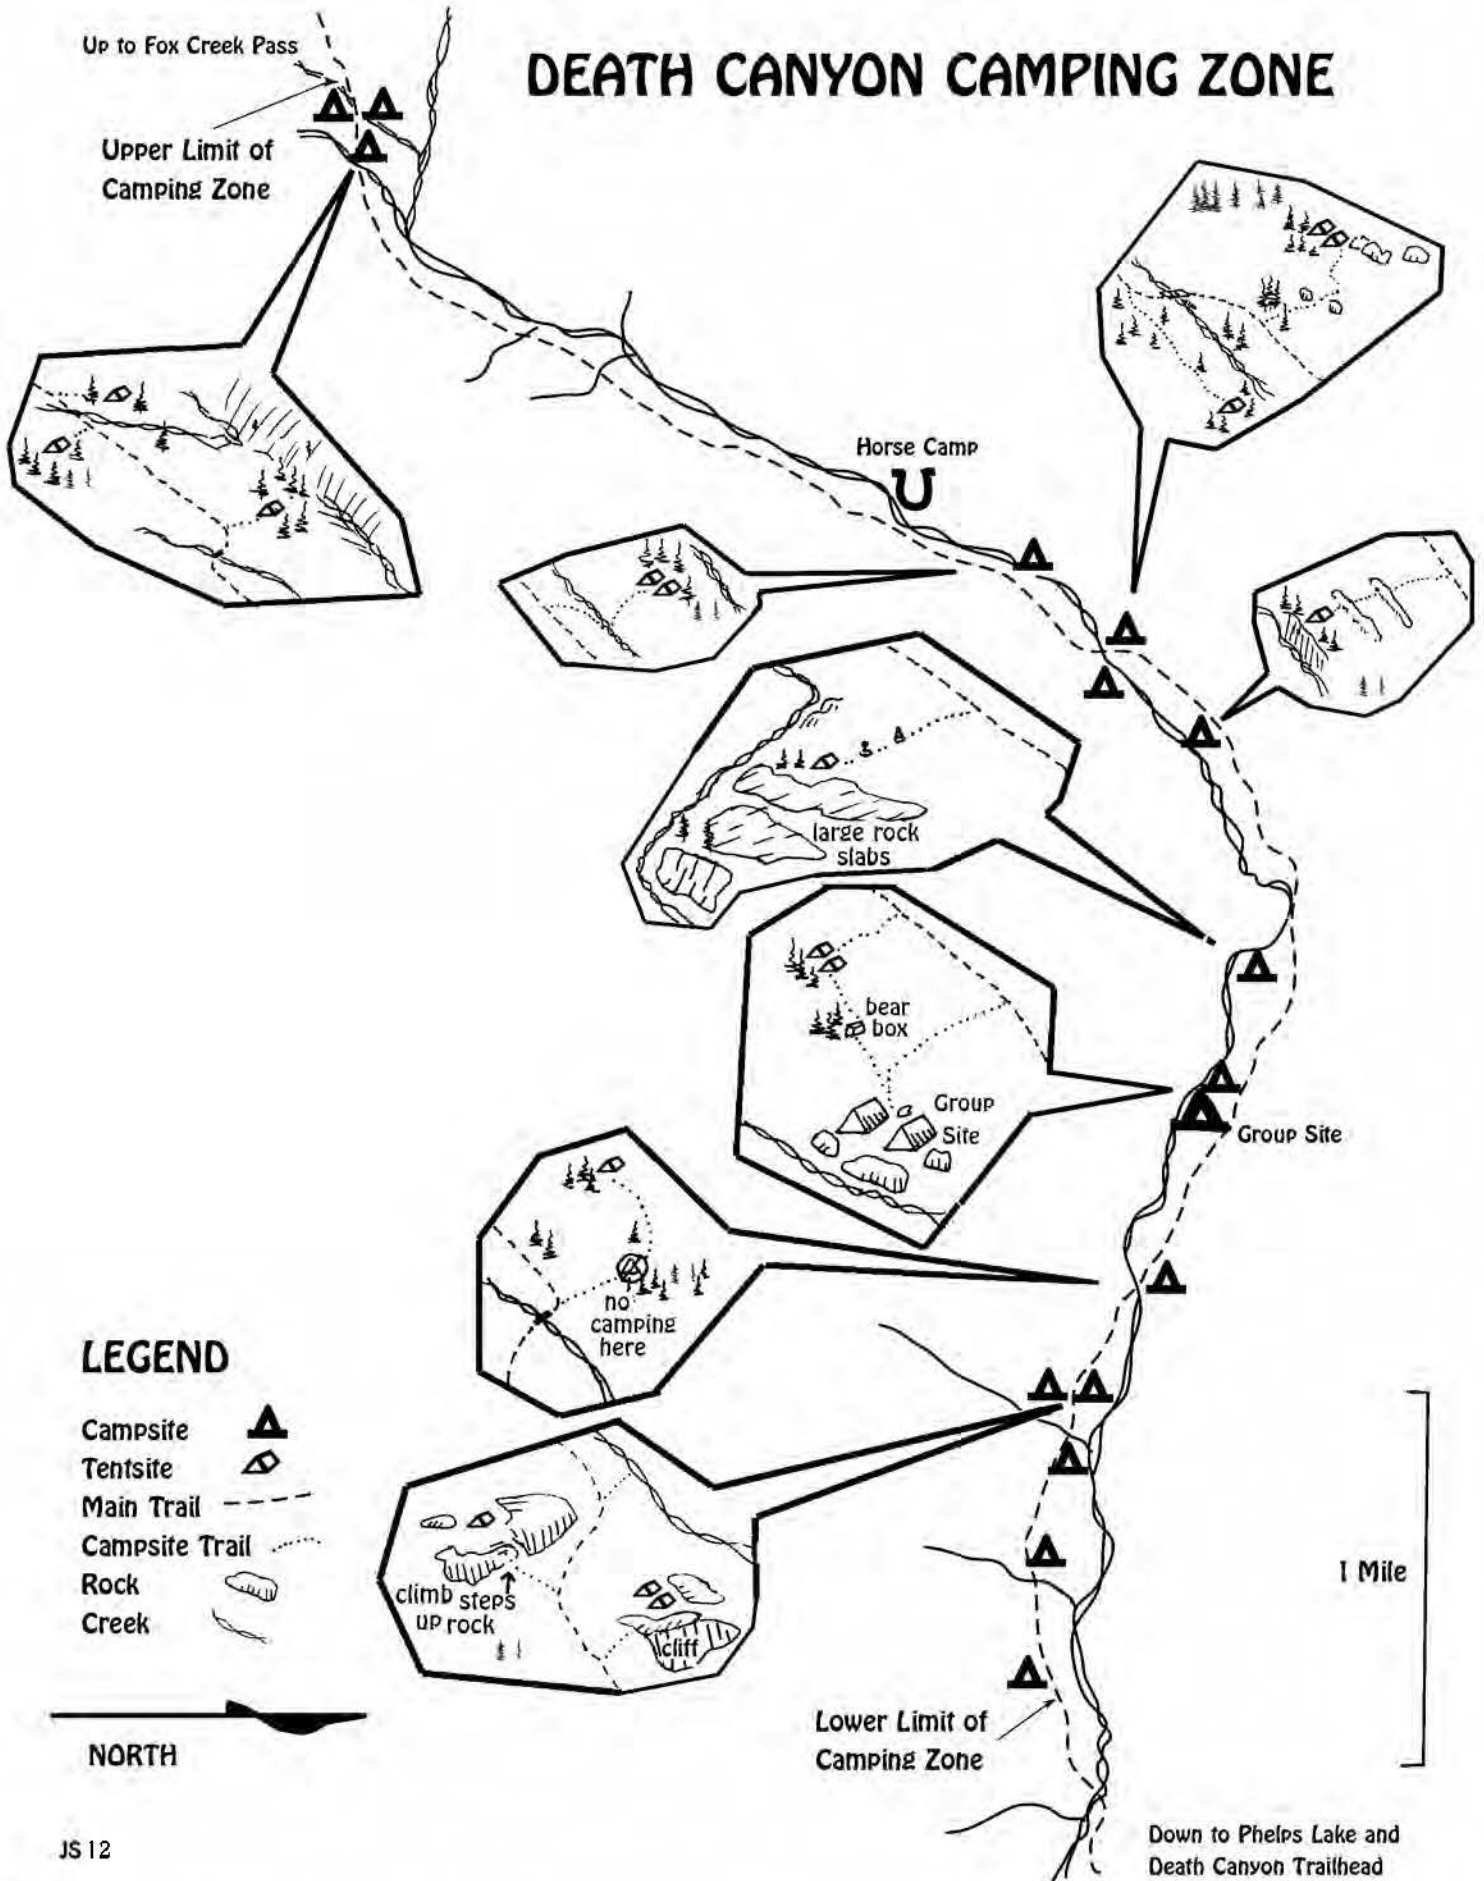 Up to Fox Creek Pass
DEATH CANYON CAMPING ZONE
Upper Limit of
Camping Zone
Horse Camp
large rock
slabs
bear
box
Group
Site
Group Site
no
camping
here
LEGEND
Campsite
Tentsite
Main Trail
Campsite Trail
Rock
Creek
climb steps
up rock
cliff
1 Mile
Lower Limit of
Camping Zone
NORTH
JS 12
Down to Phelps Lake and
Death Canyon Trailhead